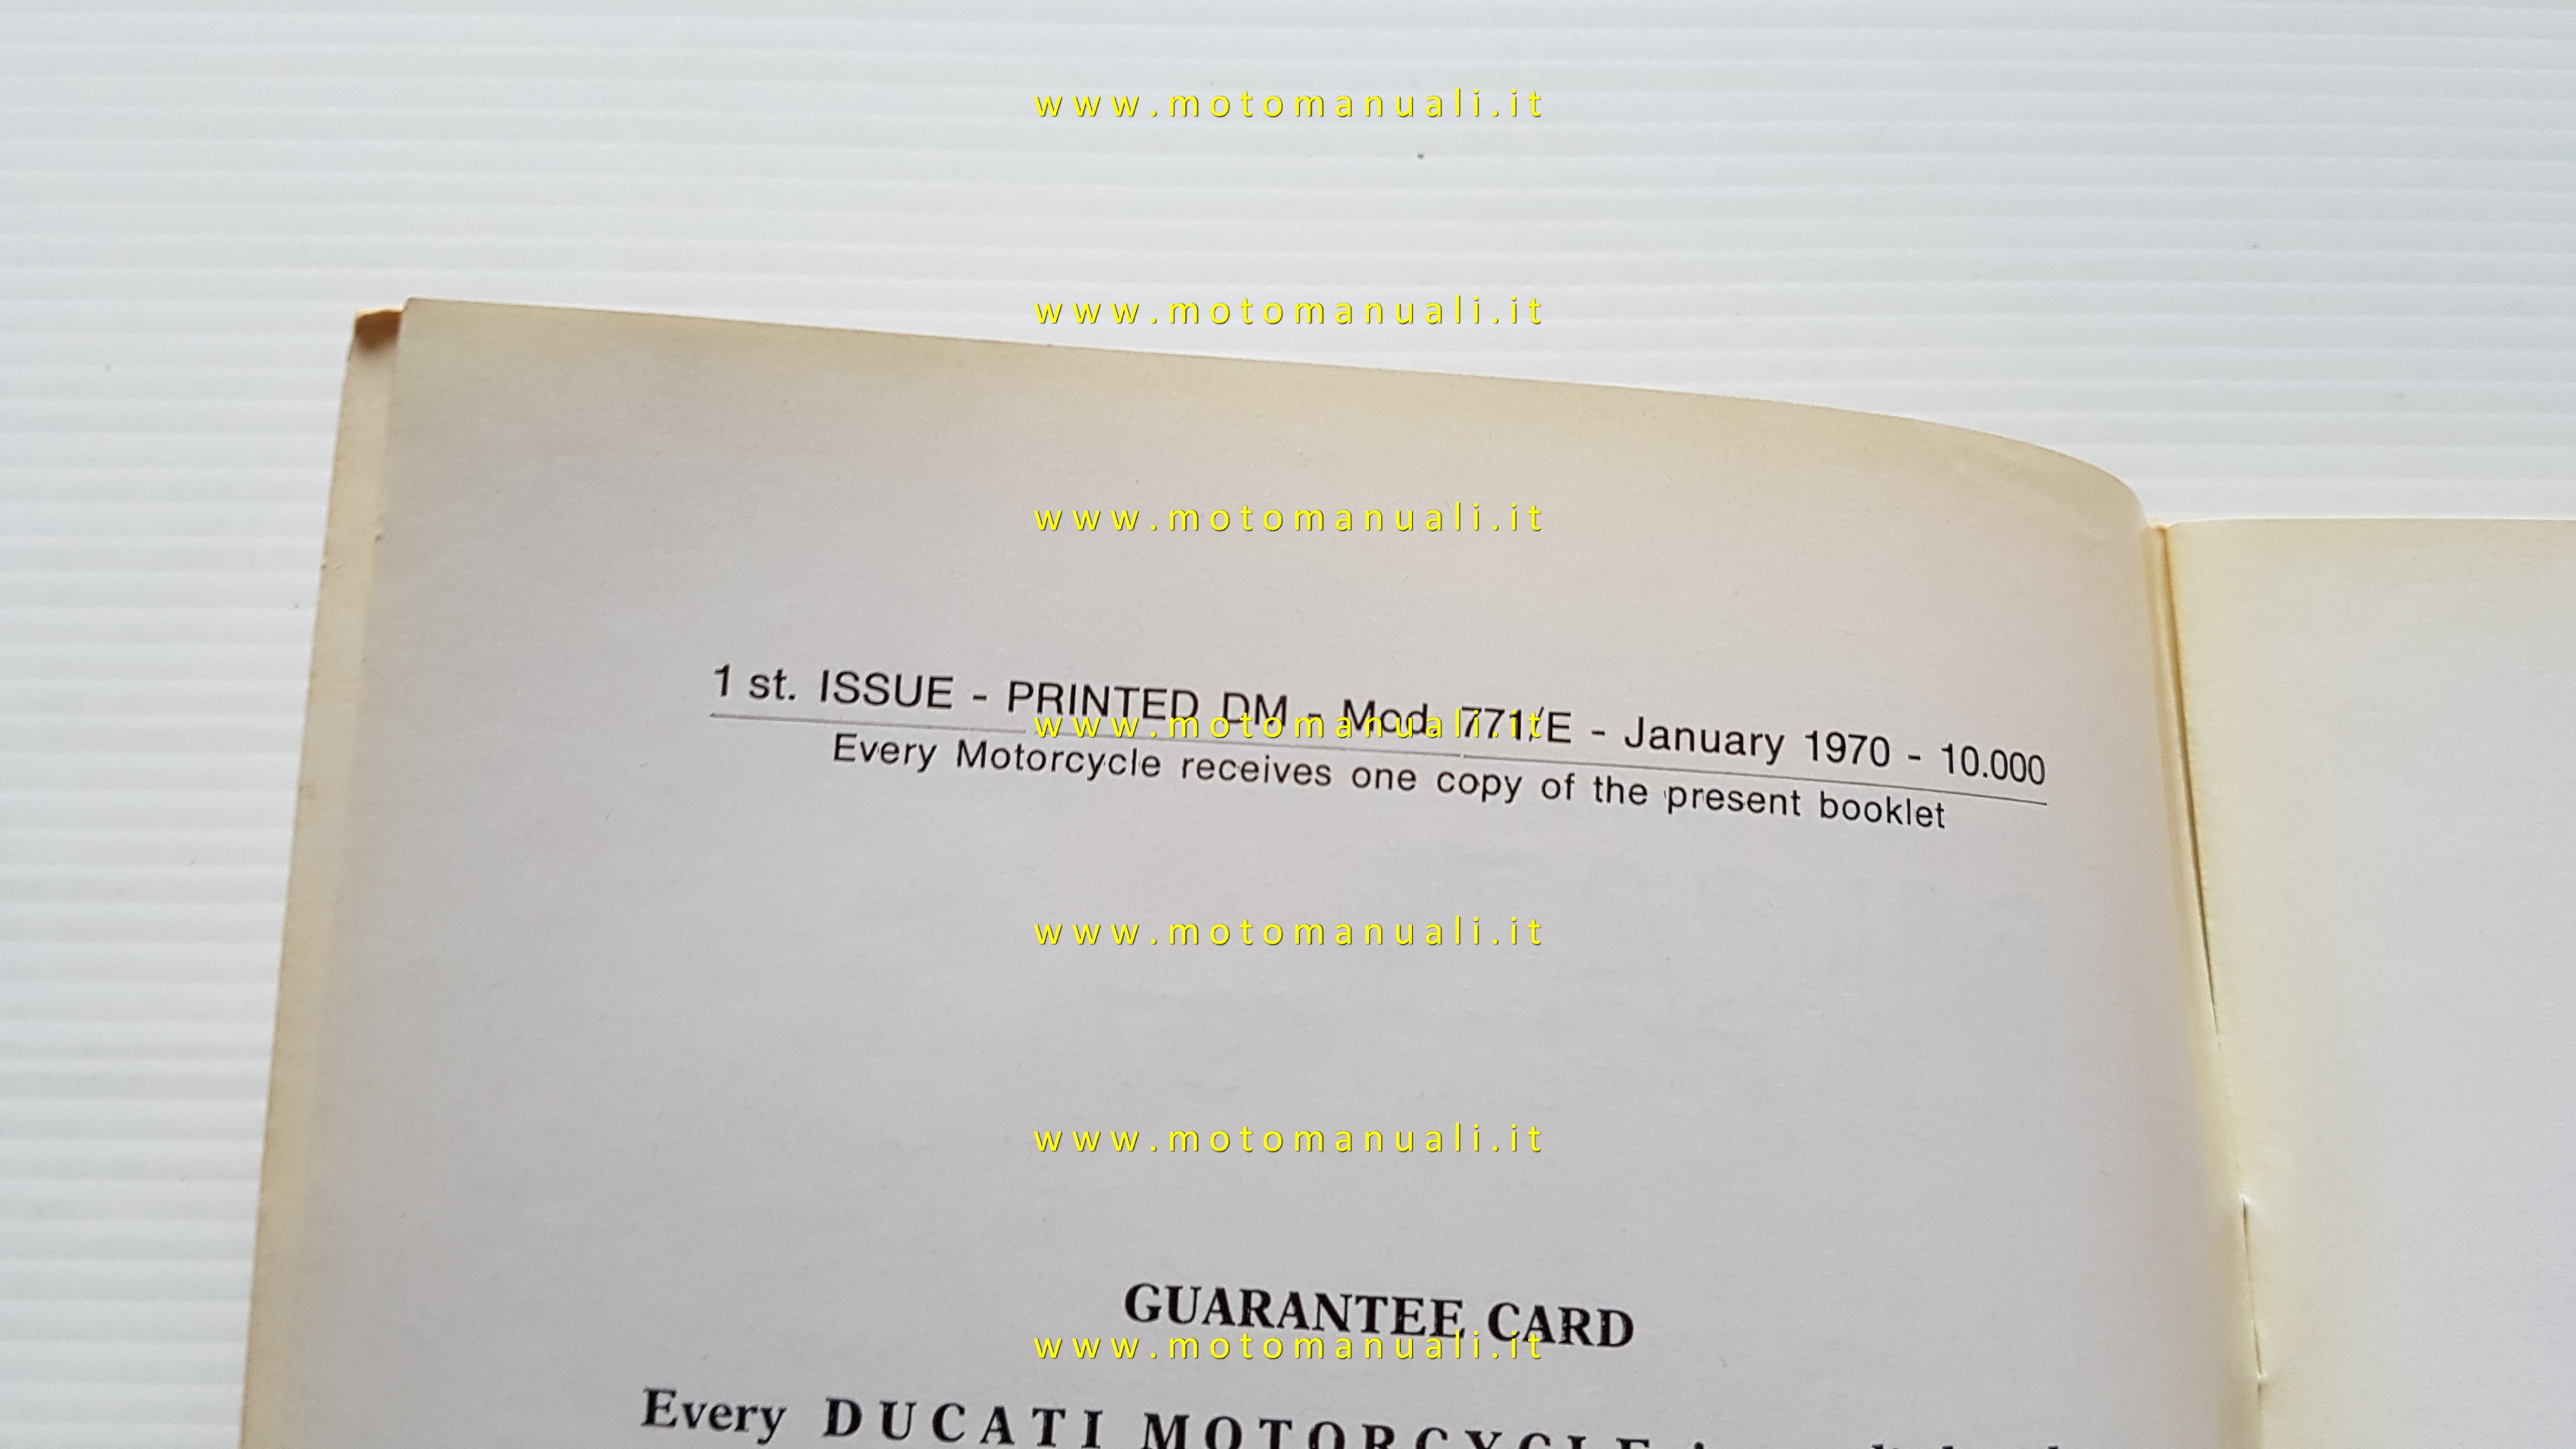 www.motomanuali.it
www.motomanuali.it
www.motomanuali.it
1 st. ISSUE - PRINTED DM - Mod. 771/E - January 1970 - 10.000
www.motomanuali.it
Every Motorcycle receives one copy of the present booklet
www.motomanuali.it
www.motomanuali.it
GUARANTEE CARD
www.motomanuali.it
Every DUCATI MOTORCYCLE